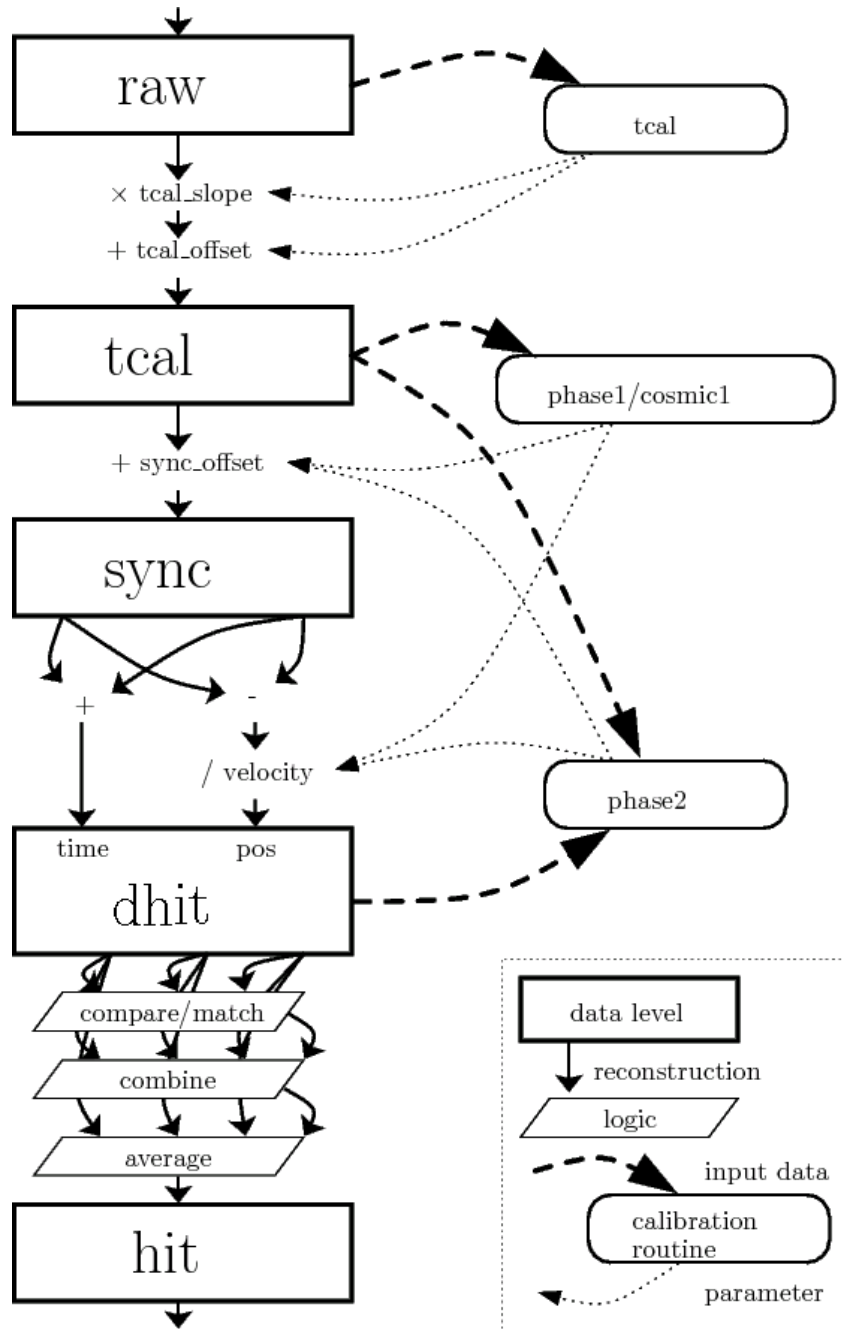 raw
tcal
× tcal_slope
+ tcal_offset
tcal
phase1/cosmic1
+ sync_offset
sync
+
-
/ velocity
phase2
time pos
dhit
compare/match
combine
average
hit
data level
reconstruction
logic
input data
calibration
routine
parameter